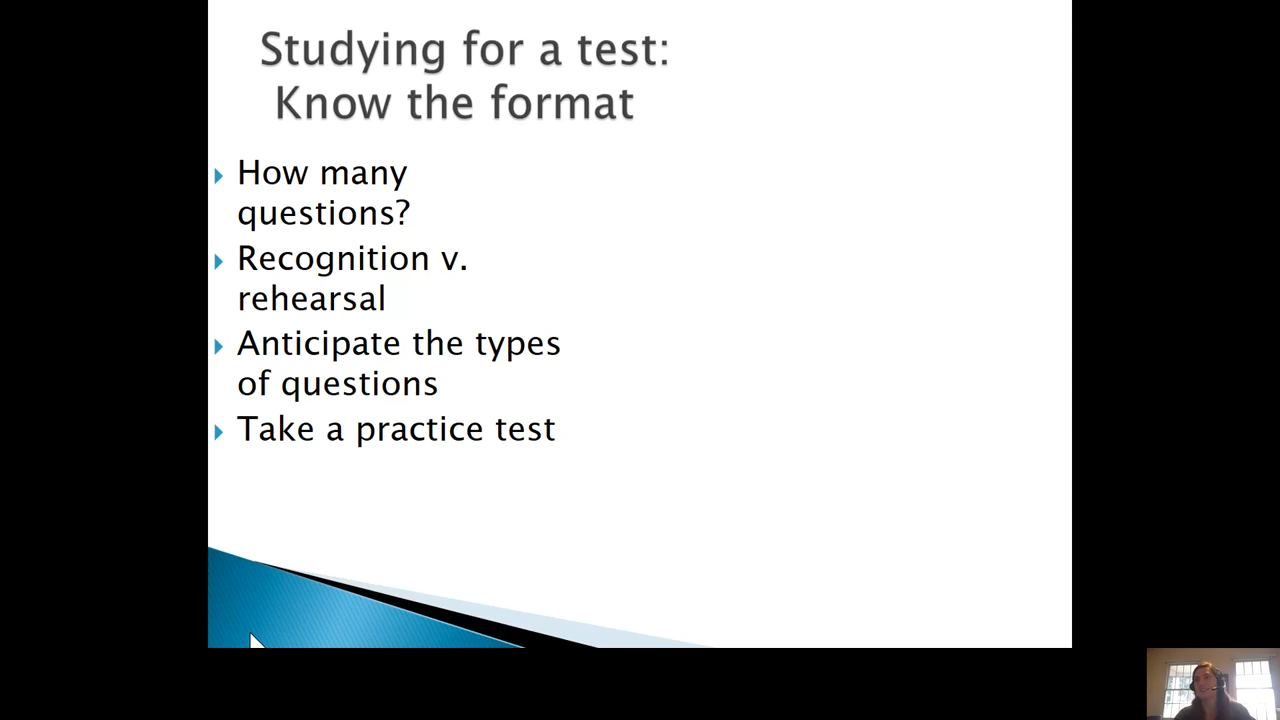 Studying for a test:
Know the format
How many
questions?
Recognition v.
rehearsal
Anticipate the types
of questions
Take a practice test